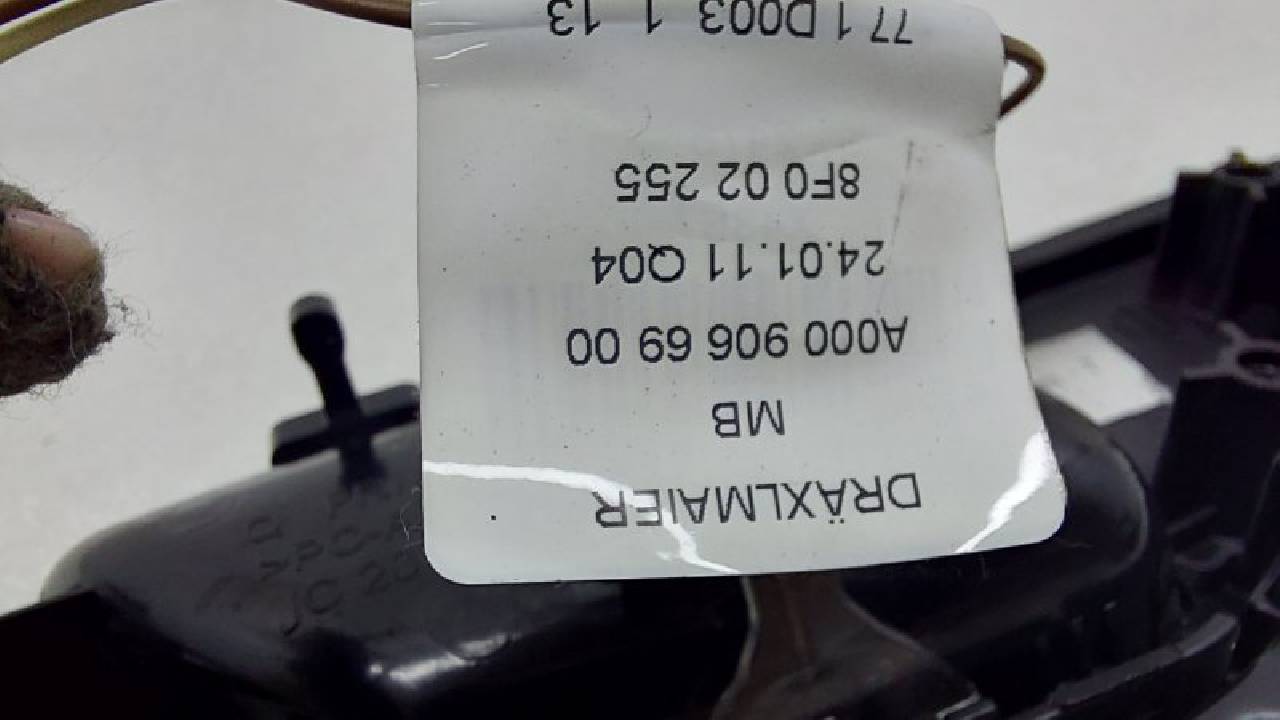 DRÄXLMAIER
MB
A000 906 69 00
24.01.11 Q04
8F0 02 255
77 1 D003 1 13